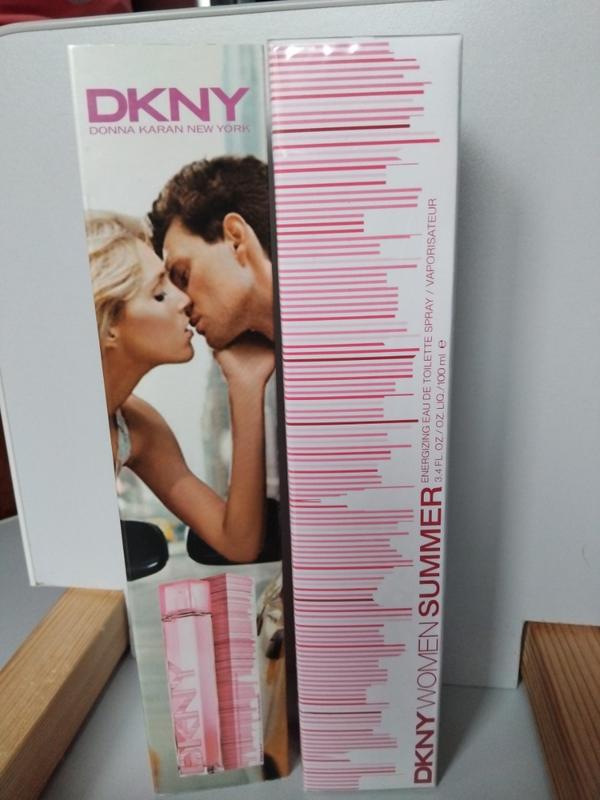 DKNY
DONNA KARAN NEW YORK
DKNY
DKNY WOMEN SUMMER ENERGIZING EAU DE TOILETTE SPRAY / VAPORISATEUR
3.4 FL. OZ / OZ. LIQ. / 100 ml e